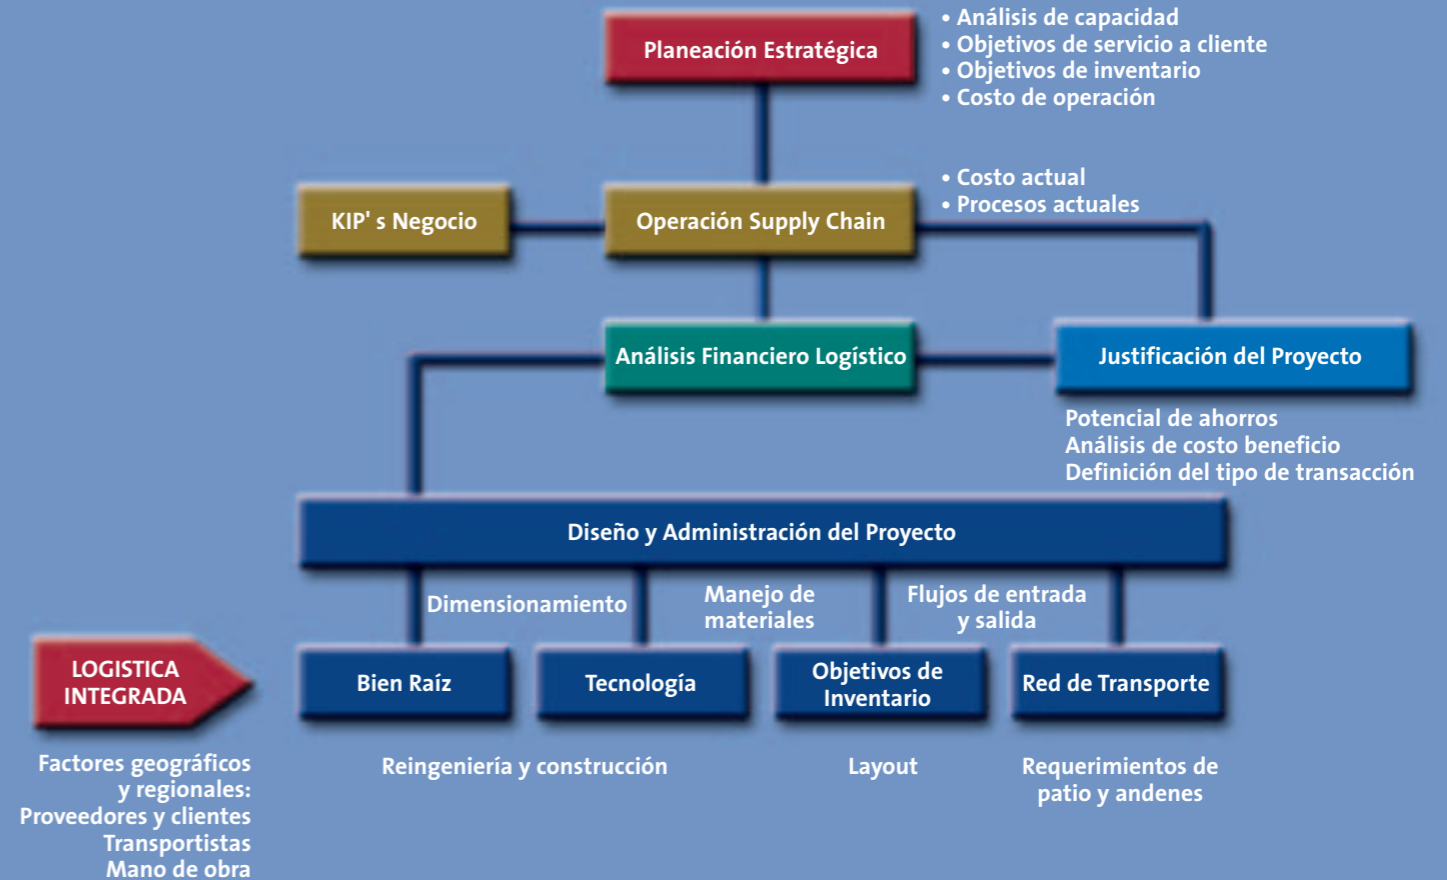 Planeación Estratégica
• Análisis de capacidad
• Objetivos de servicio a cliente
• Objetivos de inventario
• Costo de operación
KIP' s Negocio
Operación Supply Chain
• Costo actual
• Procesos actuales
Análisis Financiero Logístico
Justificación del Proyecto
Potencial de ahorros
Análisis de costo beneficio
Definición del tipo de transacción
Diseño y Administración del Proyecto
Dimensionamiento
Manejo de
materiales
Flujos de entrada
y salida
LOGISTICA
INTEGRADA
Bien Raíz
Tecnología
Objetivos de
Inventario
Red de Transporte
Factores geográficos
y regionales:
Proveedores y clientes
Transportistas
Mano de obra
Reingeniería y construcción
Layout
Requerimientos de
patio y andenes